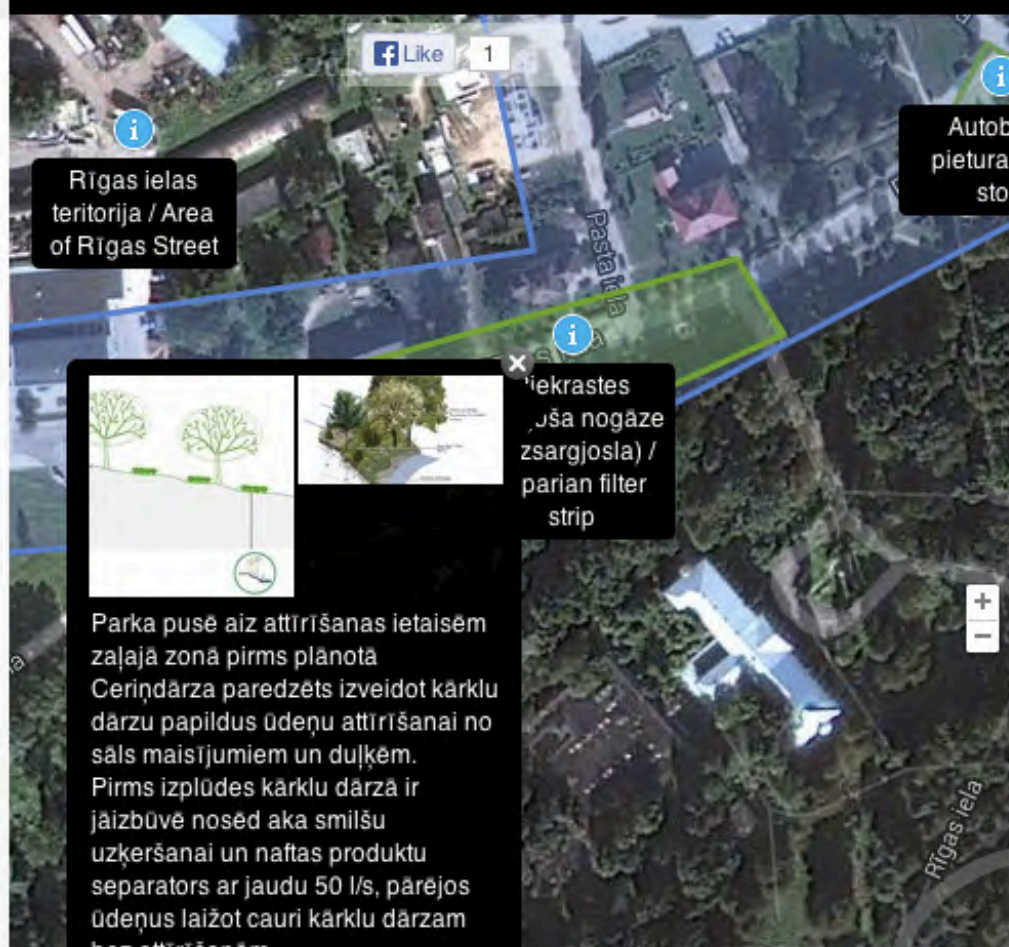 Like 1
Rīgas ielas
teritorija / Area
of Rīgas Street
Pasta iela
iekrastes
nogāze
zsargjosla) /
parian filter
strip
Parka pusē aiz attīrīšanas ietaisēm
zaļajā zonā pirms plānotā
Ceriņdārza paredzēts izveidot kārklu
dārzu papildus ūdeņu attīrīšanai no
sāls maisījumiem un duļķēm.
Pirms izplūdes kārklu dārzā ir
jāizbūvē nosēd aka smilšu
uzķeršanai un naftas produktu
separators ar jaudu 50 l/s, pārējos
ūdeņus laižot cauri kārklu dārzam
Rīgas iela
Autob
pietura
sto